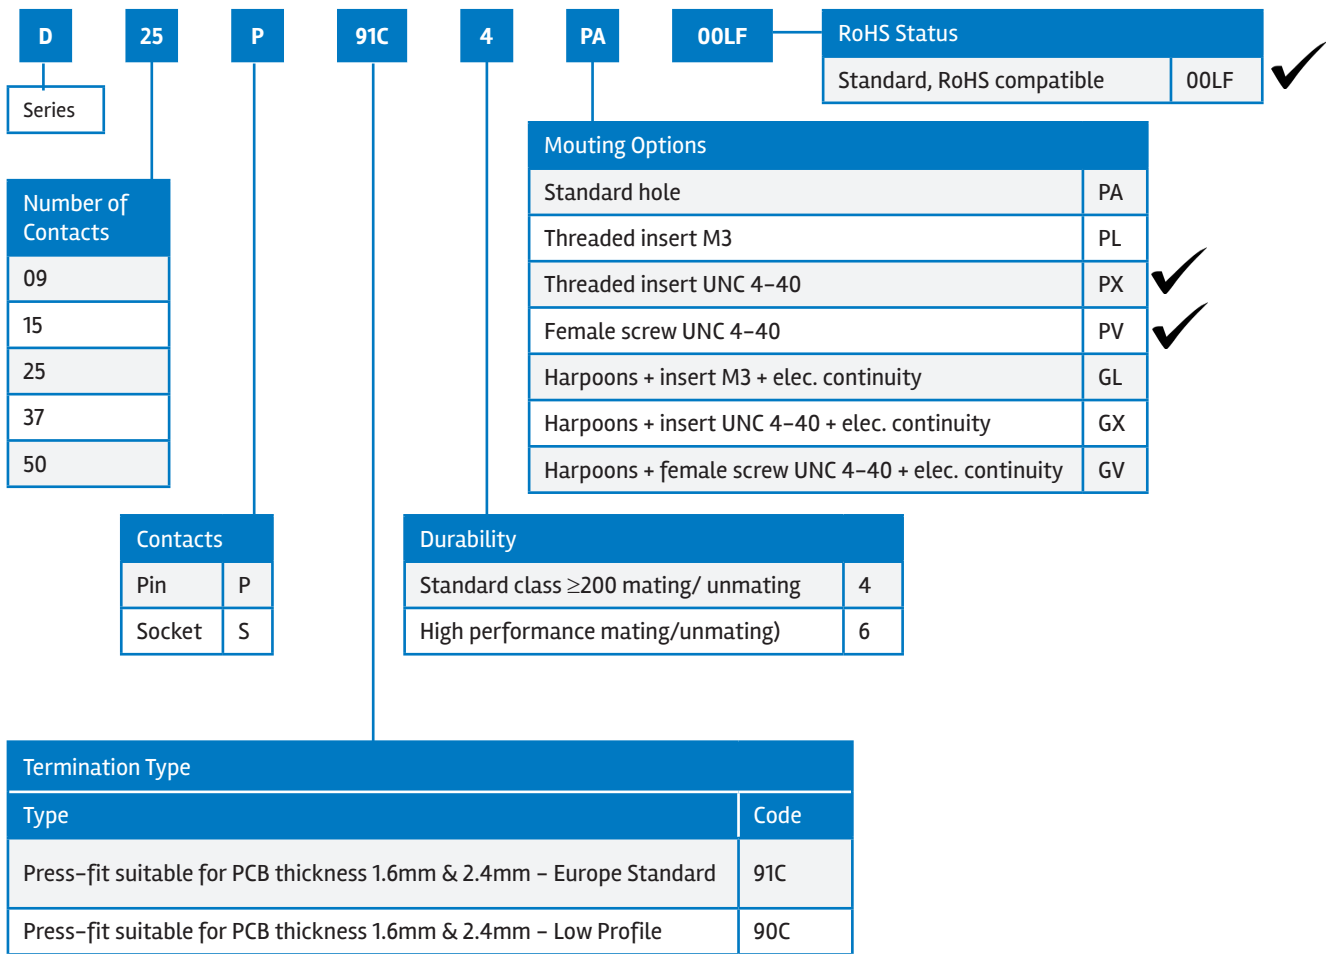 D 25 P 91C 4 PA 00LF
RoHS Status
Standard, RoHS compatible 00LF
Series
Mouting Options
Standard hole PA
Threaded insert M3 PL
Threaded insert UNC 4-40 PX
Female screw UNC 4-40 PV
Harpoons + insert M3 + elec. continuity GL
Harpoons + insert UNC 4-40 + elec. continuity GX
Harpoons + female screw UNC 4-40 + elec. continuity GV
Number of
Contacts
09
15
25
37
50
Contacts
Pin P
Socket S
Durability
Standard class ≥200 mating/ unmating 4
High performance mating/unmating) 6
Termination Type
Type Code
Press-fit suitable for PCB thickness 1.6mm & 2.4mm - Europe Standard 91C
Press-fit suitable for PCB thickness 1.6mm & 2.4mm - Low Profile 90C